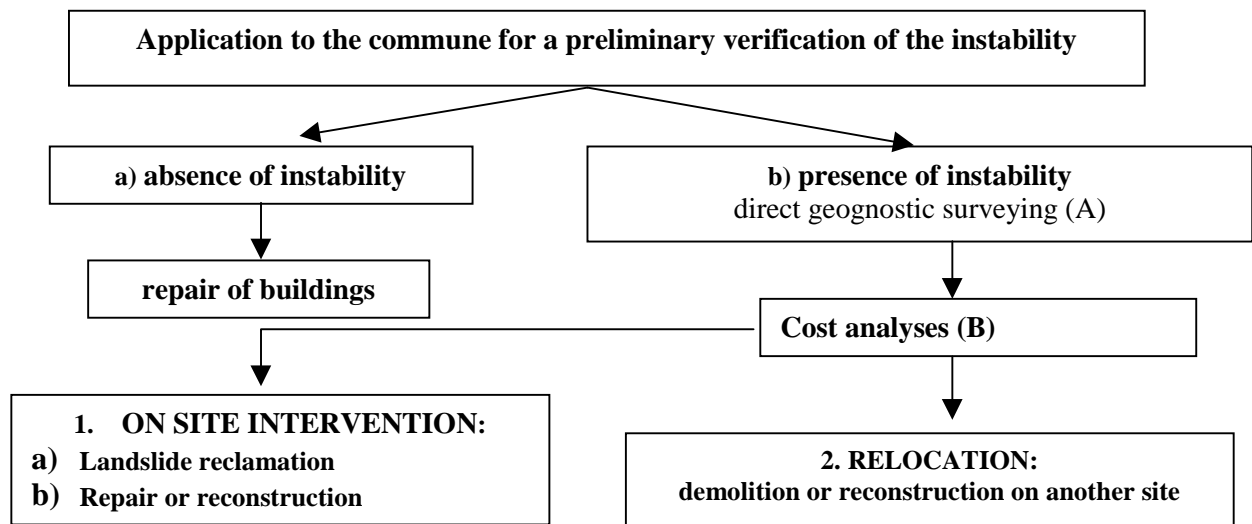 Application to the commune for a preliminary verification of the instability
a) absence of instability
b) presence of instability
direct geognostic surveying (A)
repair of buildings
Cost analyses (B)
1. ON SITE INTERVENTION:
a) Landslide reclamation
b) Repair or reconstruction
2. RELOCATION:
demolition or reconstruction on another site